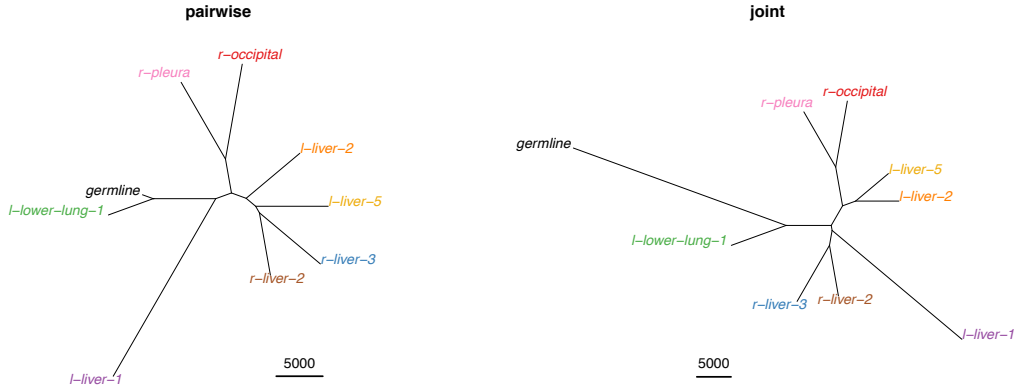 pairwise
r−occipital
r−pleura
l−liver−2
germline
l−liver−5
l−lower−lung−1
r−liver−3
r−liver−2
5000
l−liver−1
joint
r−occipital
r−pleura
germline
l−liver−5
l−liver−2
l−lower−lung−1
r−liver−3
r−liver−2
l−liver−1
5000